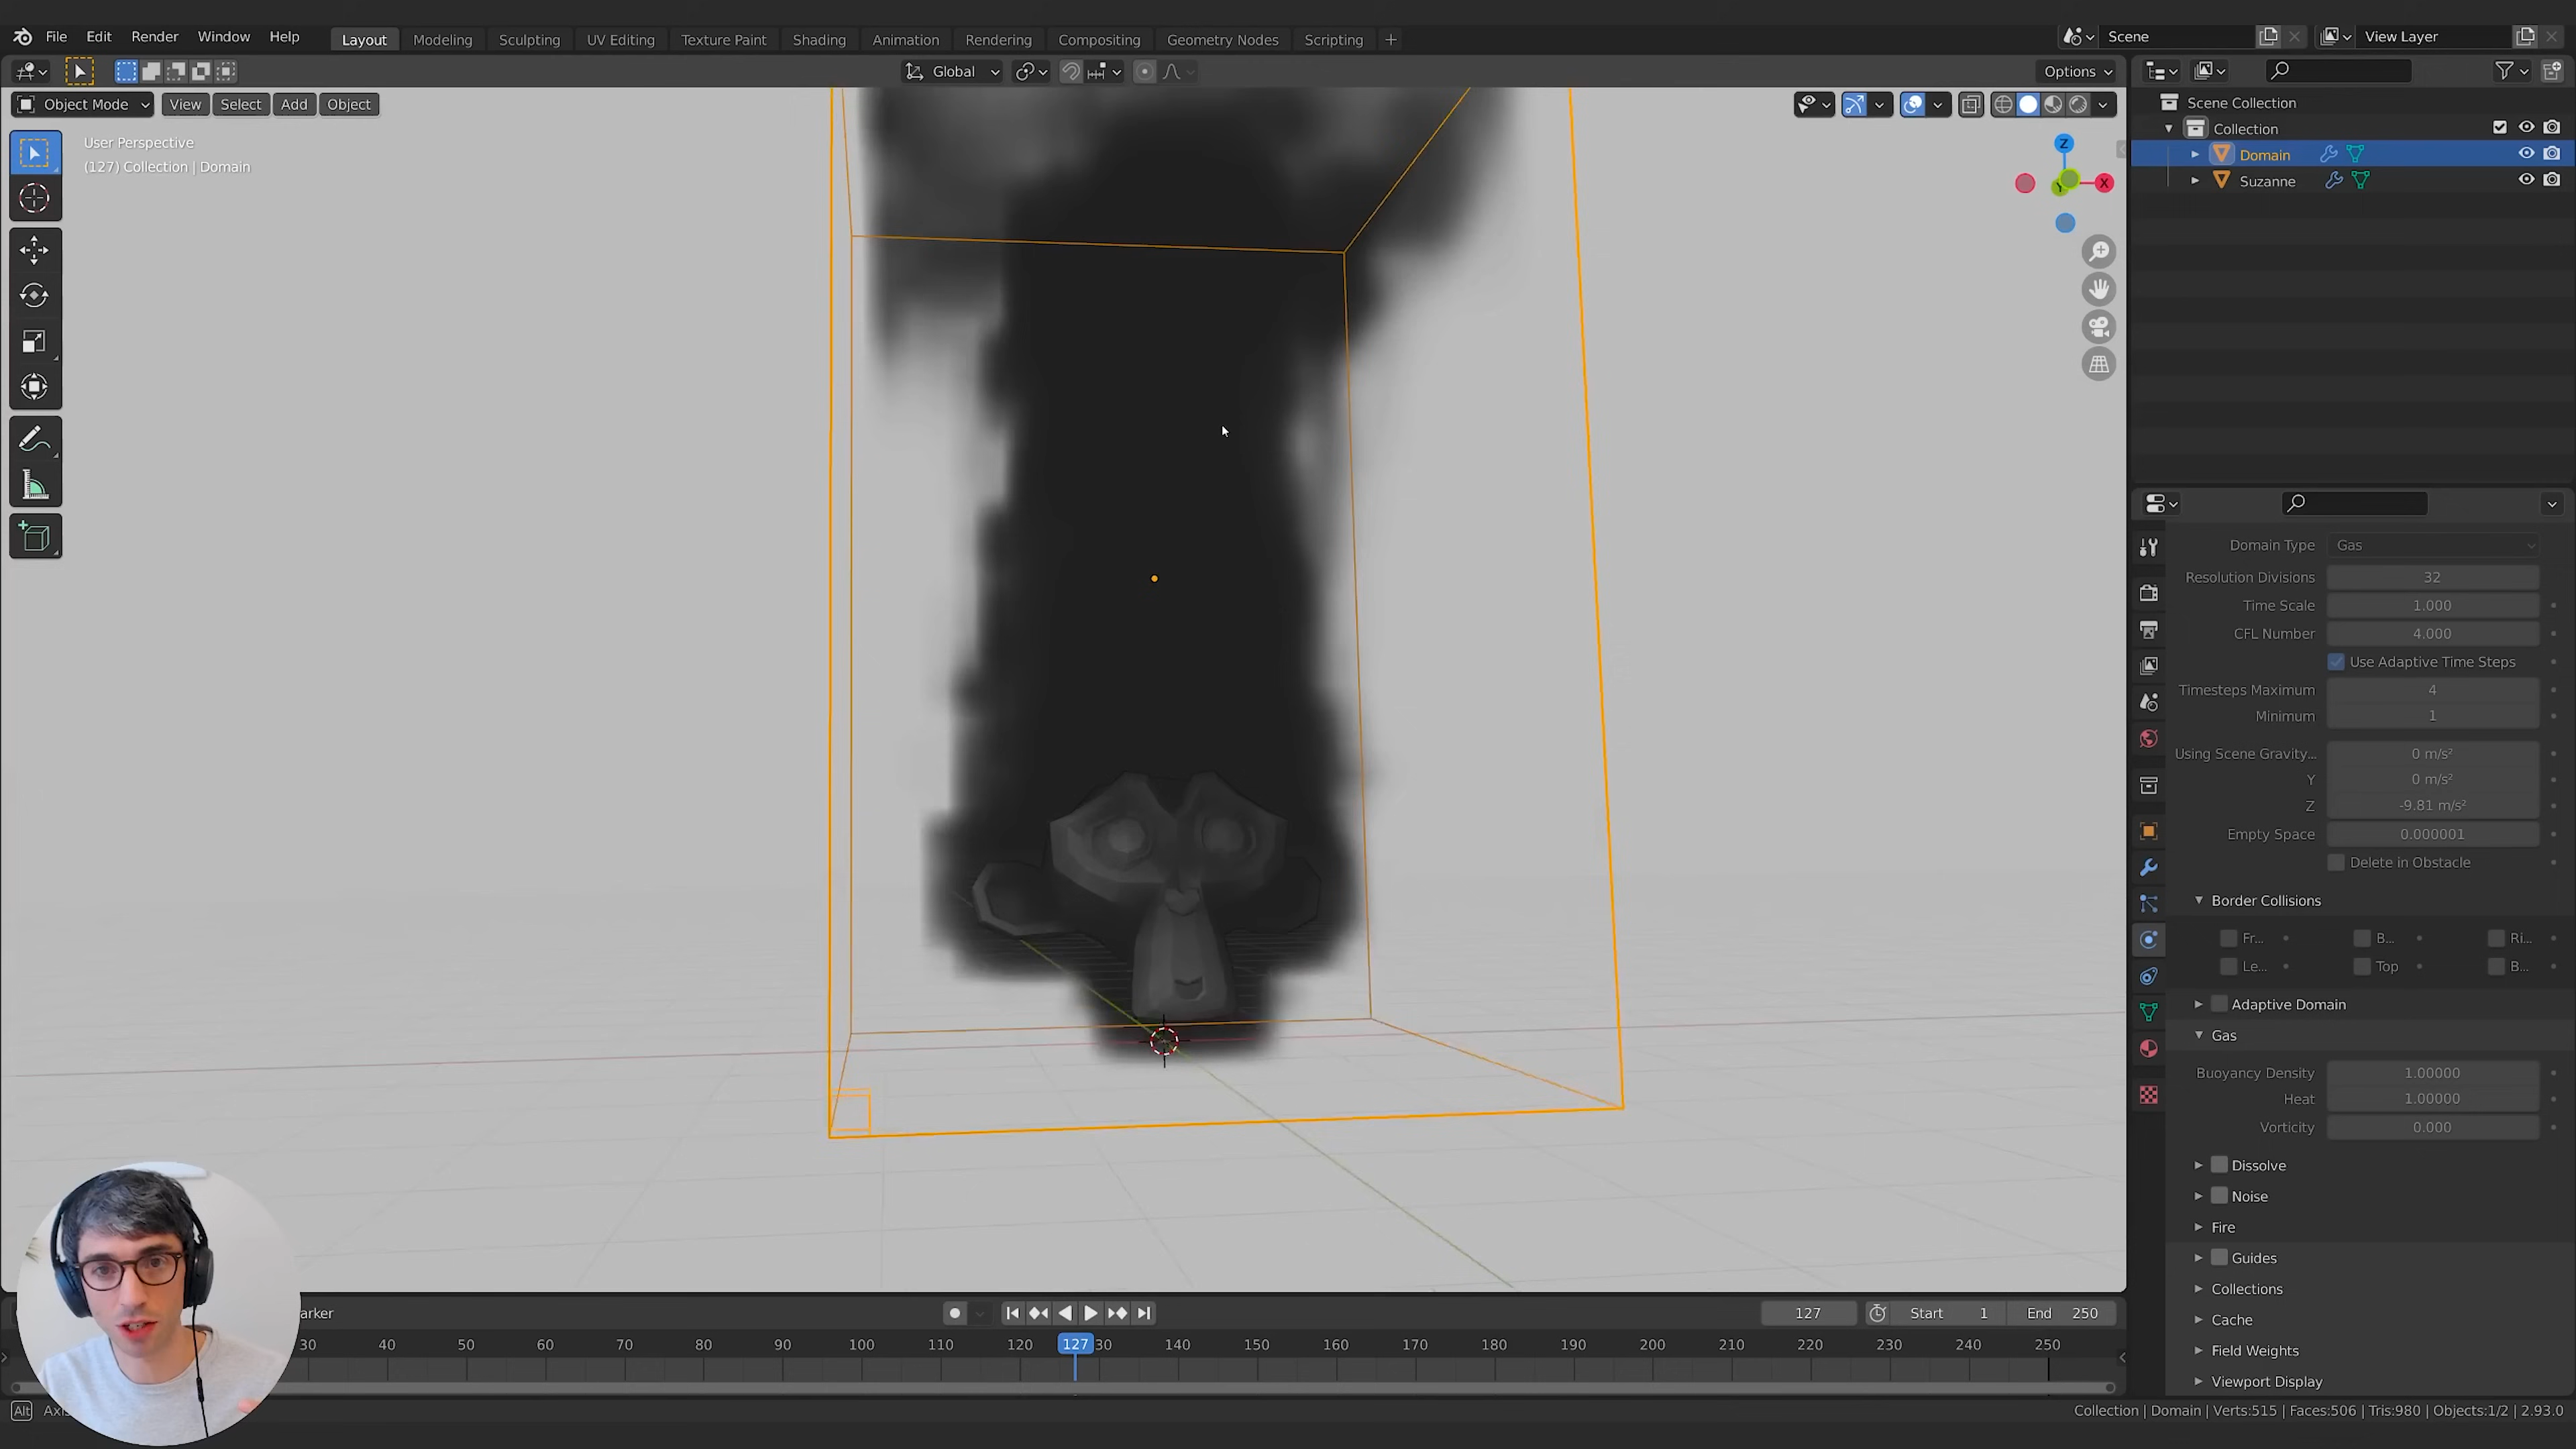 File Edit Render Window Help Layout Modeling Sculpting UV Editing Texture Paint Shading Animation Rendering Compositing Geometry Nodes Scripting + Scene View Layer
Global Options
Object Mode View Select Add Object
User Perspective
(127) Collection | Domain
Z
X
Y
Scene Collection
Collection
Domain
Suzanne
Domain Type Gas
Resolution Divisions 32
Time Scale 1.000
CFL Number 4.000
Use Adaptive Time Steps
Timesteps Maximum 4
Minimum 1
Using Scene Gravity... 0 m/s²
Y 0 m/s²
Z -9.81 m/s²
Empty Space 0.000001
Delete in Obstacle
Border Collisions
Fr... B... Ri...
Le... Top B...
Adaptive Domain
Gas
Buoyancy Density 1.00000
Heat 1.00000
Vorticity 0.000
Dissolve
Noise
Fire
Guides
Collections
Cache
Field Weights
Viewport Display
arker 127 Start 1 End 250
30 40 50 60 70 80 90 100 110 120 127 30 140 150 160 170 180 190 200 210 220 230 240 250
Alt Axis
Collection | Domain | Verts:515 | Faces:506 | Tris:980 | Objects:1/2 | 2.93.0